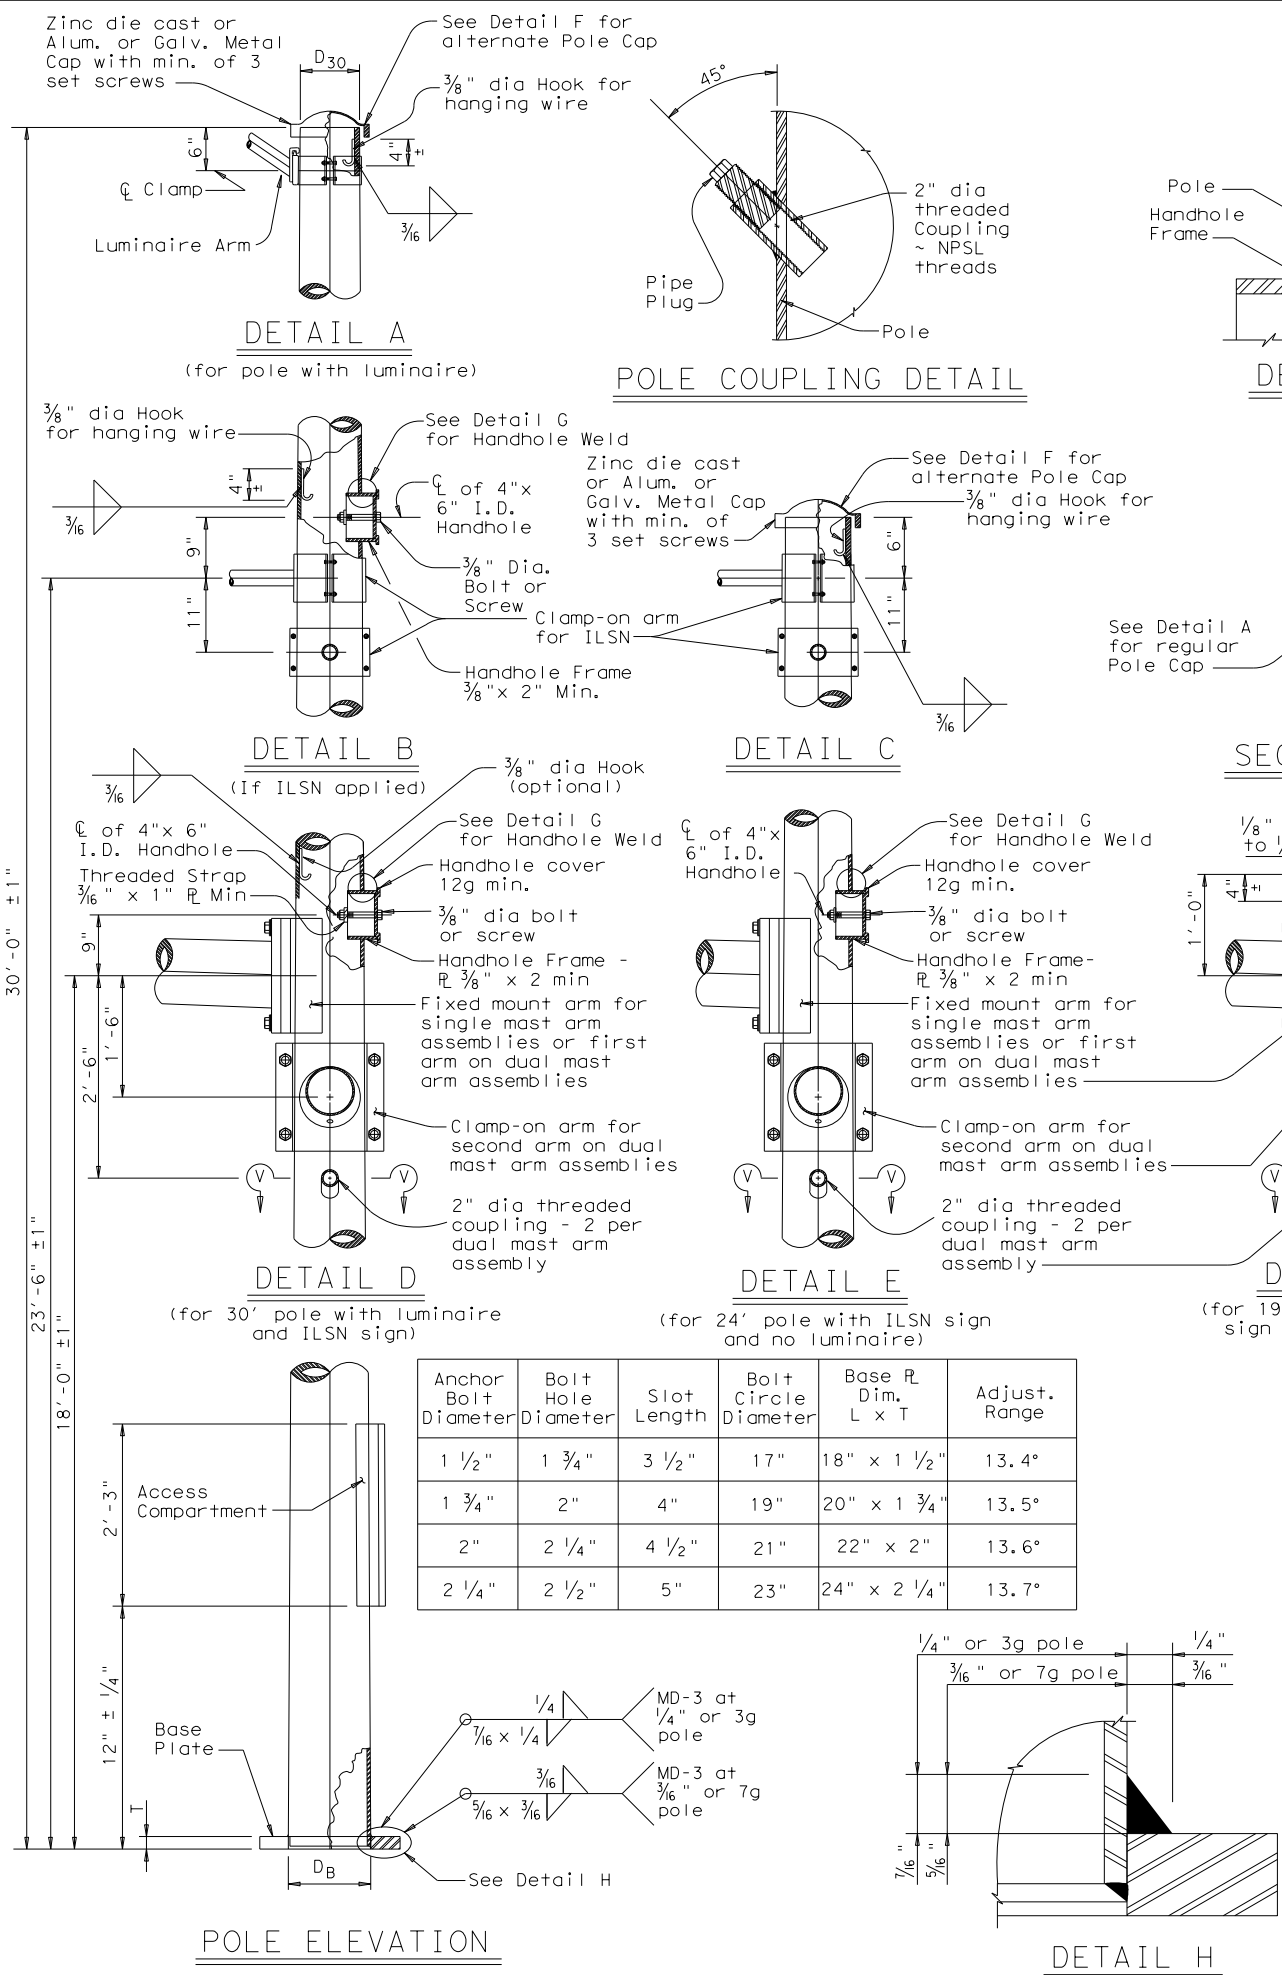 Zinc die cast or
Alum. or Galv. Metal
Cap with min. of 3
set screws
See Detail F for
alternate Pole Cap
D30
3/8" dia Hook for
hanging wire
6"
4"
±
℄ Clamp
3/16
Luminaire Arm
DETAIL A
(for pole with luminaire)
45°
2" dia
threaded
Coupling
~ NPSL
threads
Pipe
Plug
Pole
POLE COUPLING DETAIL
Pole
Handhole
Frame
3/8" dia Hook
for hanging wire
See Detail G
for Handhole Weld
4"
±
3/16
℄ of 4"x
6" I.D.
Handhole
9"
11"
3/8" Dia.
Bolt or
Screw
Clamp-on arm
for ILSN
Handhole Frame
3/8"x 2" Min.
DETAIL B
(If ILSN applied)
Zinc die cast
or Alum. or
Galv. Metal Cap
with min. of
3 set screws
See Detail F for
alternate Pole Cap
3/8" dia Hook for
hanging wire
6"
11"
3/16
DETAIL C
See Detail A
for regular
Pole Cap
3/16
3/8" dia Hook
(optional)
℄ of 4"x 6"
I.D. Handhole
Threaded Strap
3/16" x 1" ⅊ Min
See Detail G
for Handhole Weld
Handhole cover
12g min.
3/8" dia bolt
or screw
Handhole Frame -
⅊ 3/8" x 2 min
Fixed mount arm for
single mast arm
assemblies or first
arm on dual mast
arm assemblies
9"
1'-6"
2'-6"
Clamp-on arm for
second arm on dual
mast arm assemblies
V
V
2" dia threaded
coupling - 2 per
dual mast arm
assembly
DETAIL D
(for 30' pole with luminaire
and ILSN sign)
℄ of 4"x
6" I.D.
Handhole
See Detail G
for Handhole Weld
Handhole cover
12g min.
3/8" dia bolt
or screw
Handhole Frame-
⅊ 3/8" x 2 min
Fixed mount arm for
single mast arm
assemblies or first
arm on dual mast
arm assemblies
Clamp-on arm for
second arm on dual
mast arm assemblies
V
V
2" dia threaded
coupling - 2 per
dual mast arm
assembly
DETAIL E
(for 24' pole with ILSN sign
and no luminaire)
1/8"
to
1'-0"
4"
±
V
(for 19
sign
30'-0" ±1"
23'-6" ±1"
18'-0" ±1"
Anchor Bolt Diameter | Bolt Hole Diameter | Slot Length | Bolt Circle Diameter | Base ⅊ Dim. L x T | Adjust. Range
1 1/2" | 1 3/4" | 3 1/2" | 17" | 18" x 1 1/2" | 13.4°
1 3/4" | 2" | 4" | 19" | 20" x 1 3/4" | 13.5°
2" | 2 1/4" | 4 1/2" | 21" | 22" x 2" | 13.6°
2 1/4" | 2 1/2" | 5" | 23" | 24" x 2 1/4" | 13.7°
2'-3"
Access
Compartment
12" ± 1/4"
Base
Plate
T
DB
1/4
7/16 x 1/4
MD-3 at
1/4" or 3g
pole
3/16
5/16 x 3/16
MD-3 at
3/16" or 7g
pole
See Detail H
POLE ELEVATION
1/4" or 3g pole
1/4"
3/16" or 7g pole
3/16"
7/16"
5/16"
DETAIL H